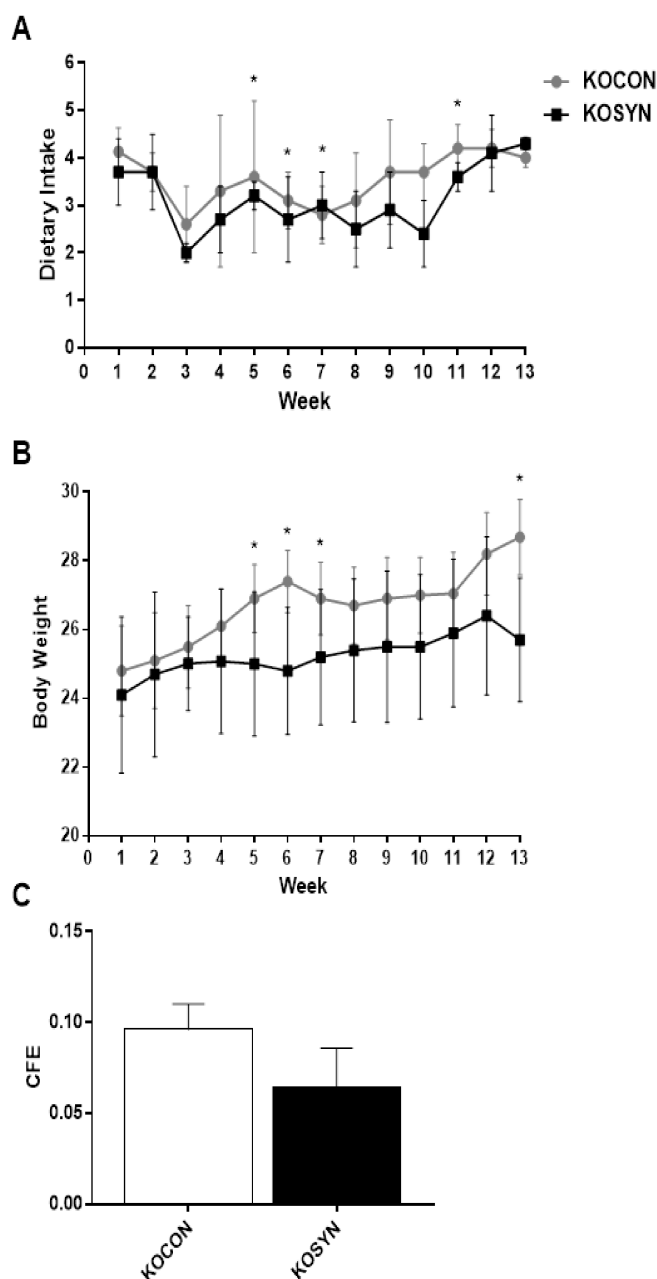 A
6
5
4
3
2
1
0
Dietary Intake
* * * *
KOCON
KOSYN
0 1 2 3 4 5 6 7 8 9 10 11 12 13
Week
B
30
28
26
24
22
20
Body Weight
* * * *
0 1 2 3 4 5 6 7 8 9 10 11 12 13
Week
C
0.15
0.10
0.05
0.00
CFE
KOCON
KOSYN